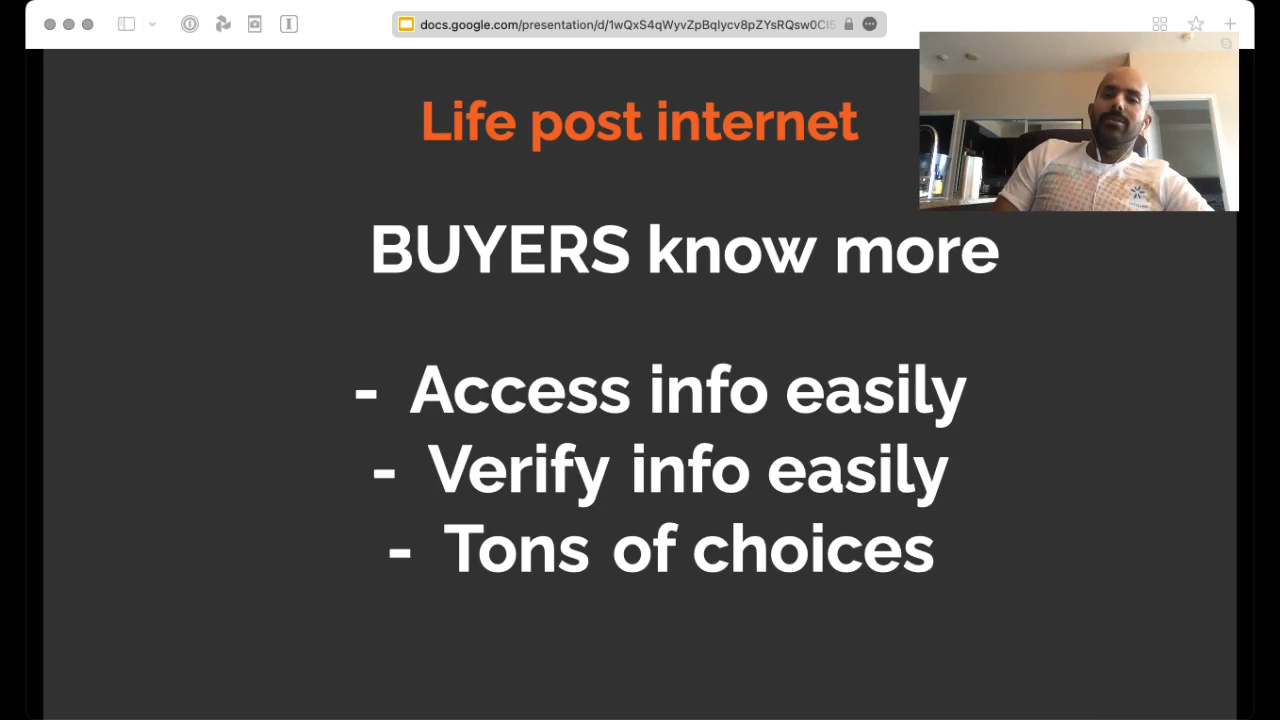 docs.google.com/presentation/d/1wQxS4qWyvZpBqlycv8pZYsRQsw0CI5
Life post internet
BUYERS know more
- Access info easily
- Verify info easily
- Tons of choices